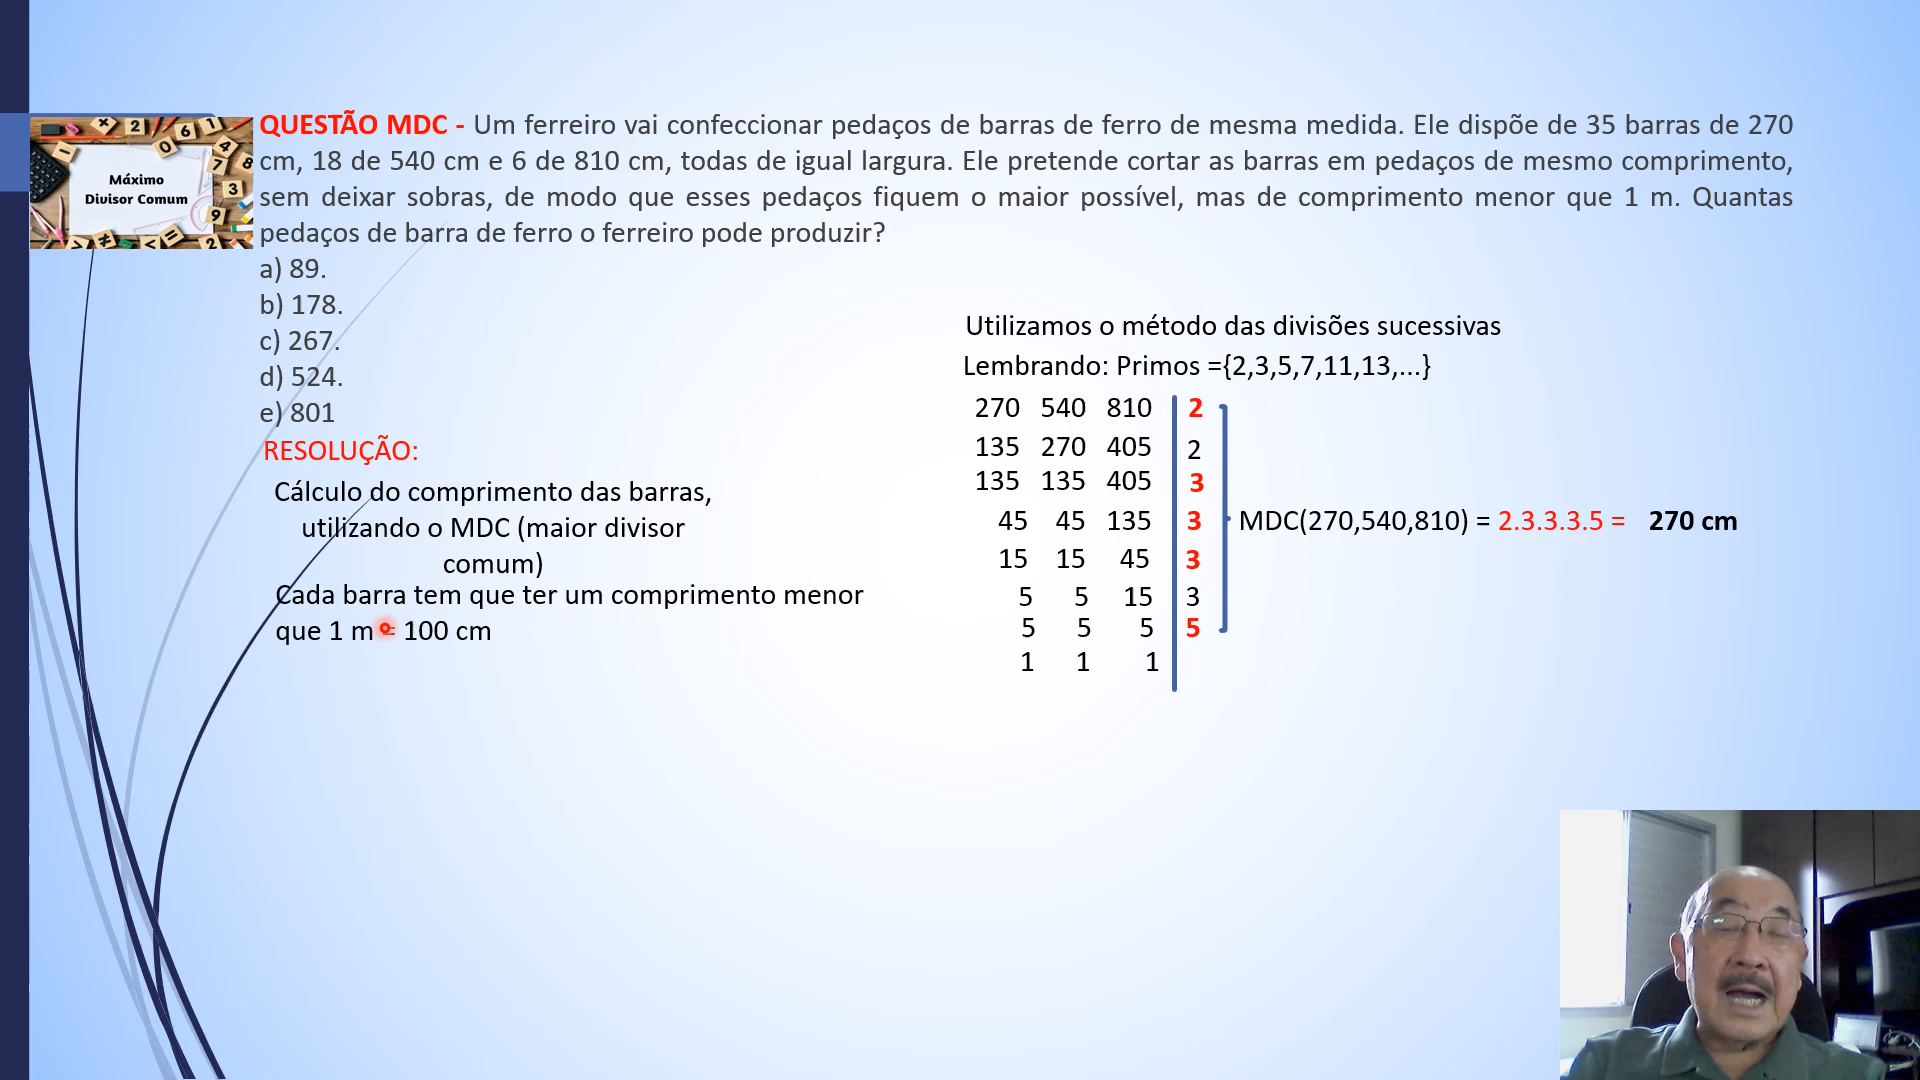 QUESTÃO MDC - Um ferreiro vai confeccionar pedaços de barras de ferro de mesma medida. Ele dispõe de 35 barras de 270
cm, 18 de 540 cm e 6 de 810 cm, todas de igual largura. Ele pretende cortar as barras em pedaços de mesmo comprimento,
sem deixar sobras, de modo que esses pedaços fiquem o maior possível, mas de comprimento menor que 1 m. Quantas
pedaços de barra de ferro o ferreiro pode produzir?
Máximo
Divisor Comum
a) 89.
b) 178.
c) 267.
d) 524.
e) 801
RESOLUÇÃO:
Cálculo do comprimento das barras,
utilizando o MDC (maior divisor
comum)
Cada barra tem que ter um comprimento menor
que 1 m = 100 cm
Utilizamos o método das divisões sucessivas
Lembrando: Primos ={2,3,5,7,11,13,...}
270 540 810 2
135 270 405 2
135 135 405 3
45 45 135 3
15 15 45 3
5 5 15 3
5 5 5 5
1 1 1
MDC(270,540,810) = 2.3.3.3.5 = 270 cm